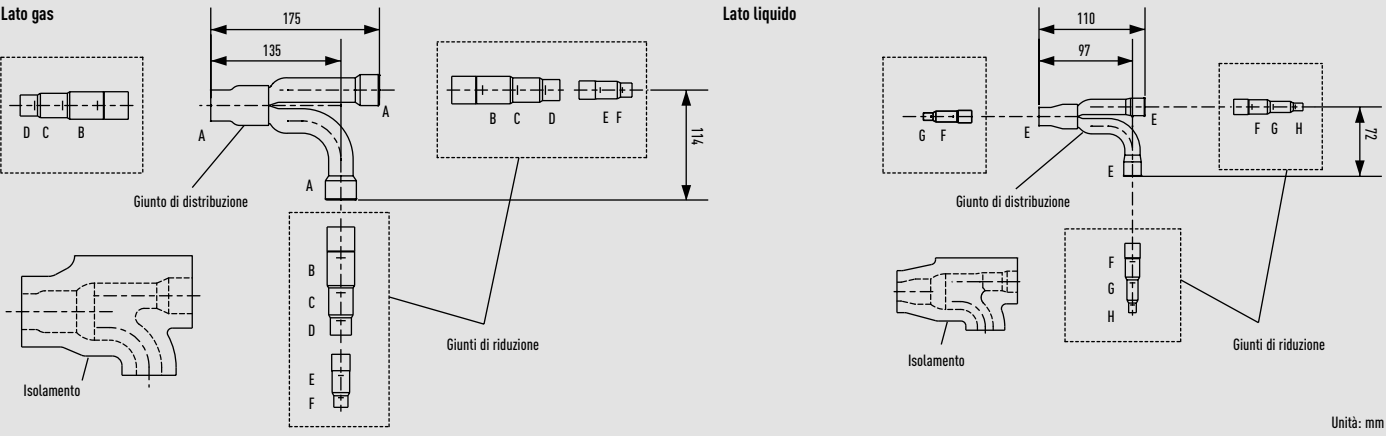 Lato gas
175
135
D C B
A
A
A
B C D
E F
114
Giunto di distribuzione
B
C
D
E
F
Giunti di riduzione
Isolamento
Lato liquido
110
97
G F
E
E
E
F G H
72
Giunto di distribuzione
F
G
H
Giunti di riduzione
Isolamento
Unità: mm